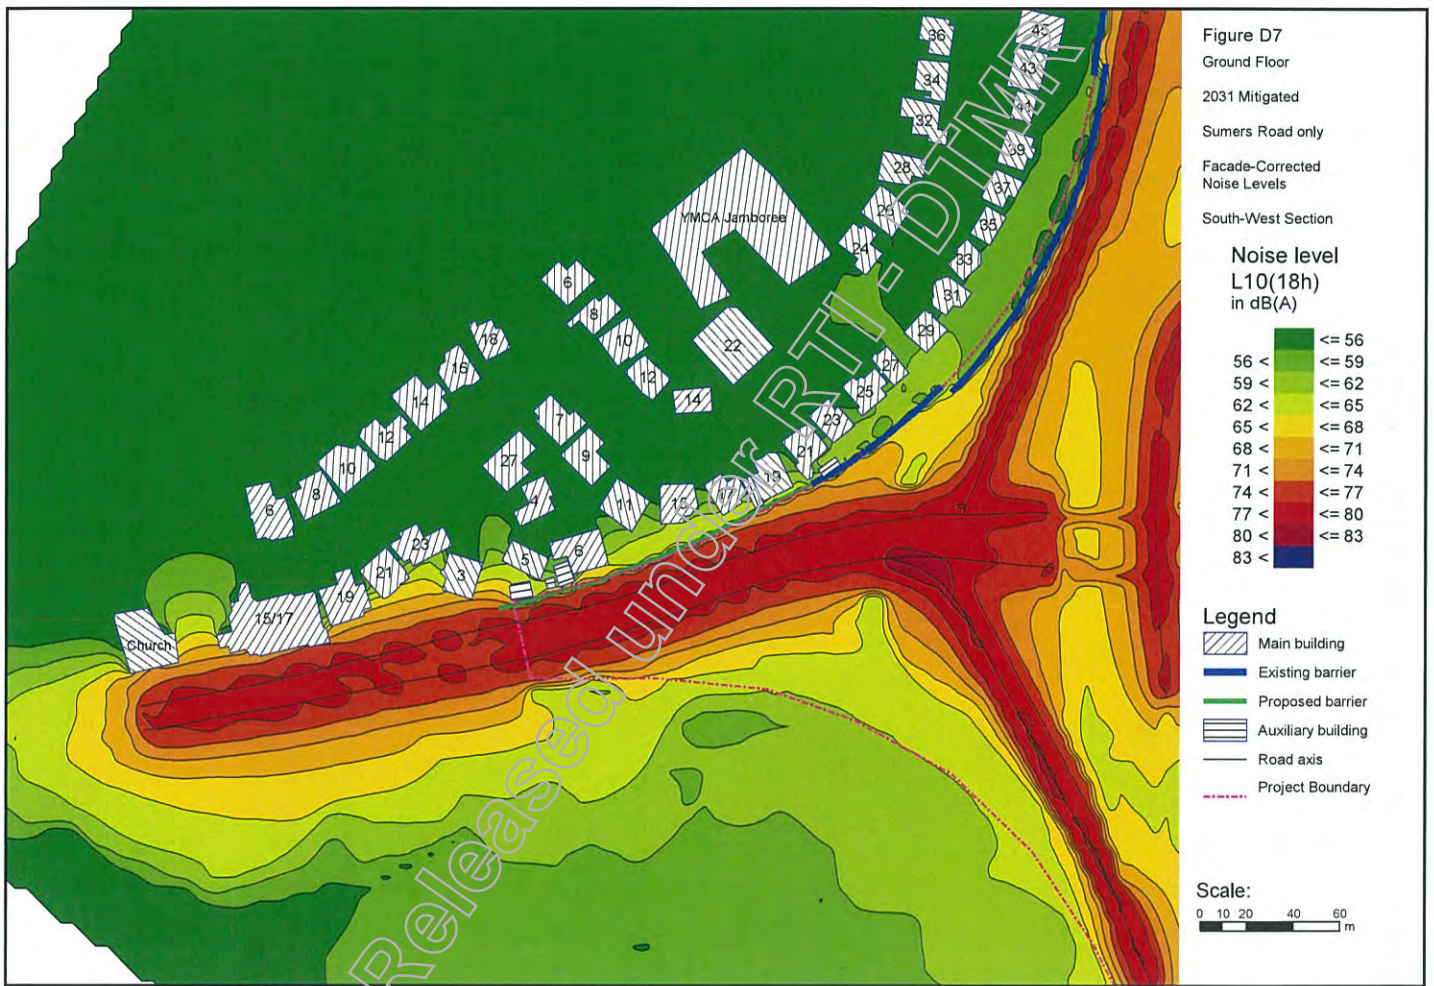 Figure D7
Ground Floor
2031 Mitigated
Sumers Road only
Facade-Corrected
Noise Levels
South-West Section
Noise level
L10(18h)
in dB(A)
<= 56
56 < <= 59
59 < <= 62
62 < <= 65
65 < <= 68
68 < <= 71
71 < <= 74
74 < <= 77
77 < <= 80
80 < <= 83
83 <
Legend
Main building
Existing barrier
Proposed barrier
Auxiliary building
Road axis
Project Boundary
Scale:
0 10 20 40 60
m
36
45
34
43
32
41
39
28
37
YMCA Jamboree
26
35
24
33
6
31
8
29
18
10
22
16
27
12
25
14
14
7
23
12
21
27
9
10
19
8
4
17
6
11
15
23
5
6
21
3
19
15/17
Church
Released under RTI - DTMR